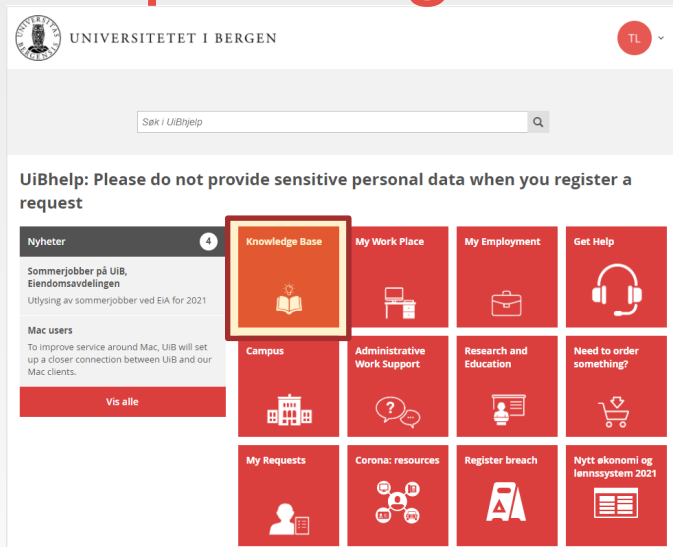 UNIVERSITAS
BERGENSIS
UNIVERSITETET I BERGEN
TL
Søk i UiBhjelp
UiBhelp: Please do not provide sensitive personal data when you register a
request
Nyheter
4
Sommerjobber på UiB,
Eiendomsavdelingen
Utlysing av sommerjobber ved EiA for 2021
Mac users
To improve service around Mac, UiB will set
up a closer connection between UiB and our
Mac clients.
Vis alle
Knowledge Base
My Work Place
My Employment
Get Help
Campus
Administrative
Work Support
Research and
Education
Need to order
something?
My Requests
Corona: resources
Register breach
Nytt økonomi og
lønnssystem 2021